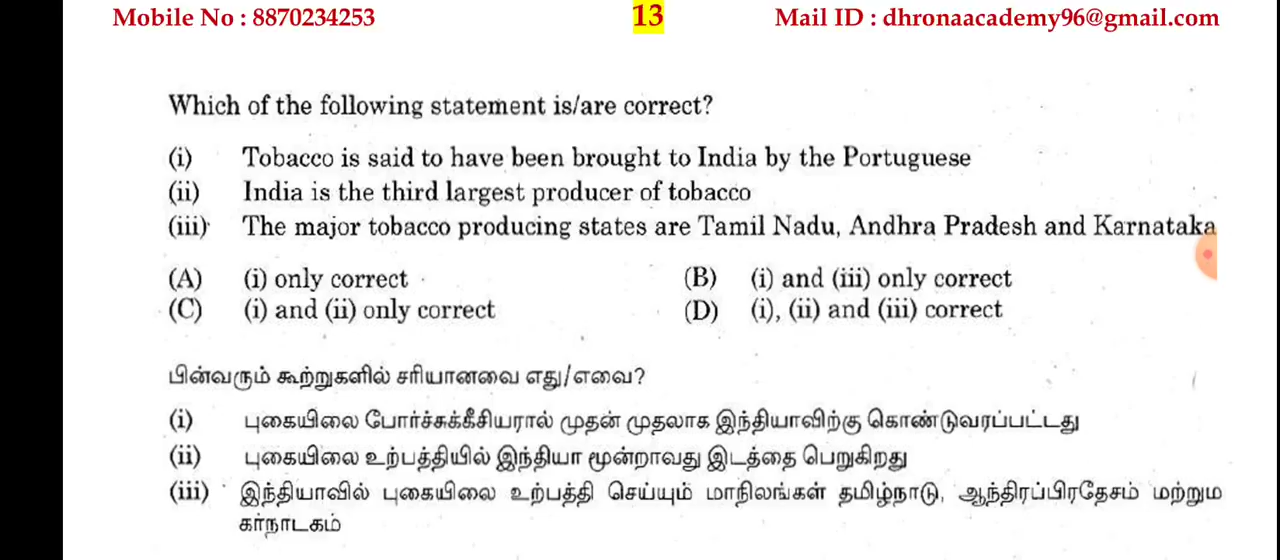 Mobile No : 8870234253 13 Mail ID : dhronaacademy96@gmail.com
Which of the following statement is/are correct?
(i) Tobacco is said to have been brought to India by the Portuguese
(ii) India is the third largest producer of tobacco
(iii) The major tobacco producing states are Tamil Nadu, Andhra Pradesh and Karnataka
(A) (i) only correct (B) (i) and (iii) only correct
(C) (i) and (ii) only correct (D) (i), (ii) and (iii) correct
பின்வரும் கூற்றுகளில் சரியானவை எது/எவை?
(i) புகையிலை போர்ச்சுக்கீசியரால் முதன் முதலாக இந்தியாவிற்கு கொண்டுவரப்பட்டது
(ii) புகையிலை உற்பத்தியில் இந்தியா மூன்றாவது இடத்தை பெறுகிறது
(iii) இந்தியாவில் புகையிலை உற்பத்தி செய்யும் மாநிலங்கள் தமிழ்நாடு, ஆந்திரப்பிரதேசம் மற்றும
கர்நாடகம்